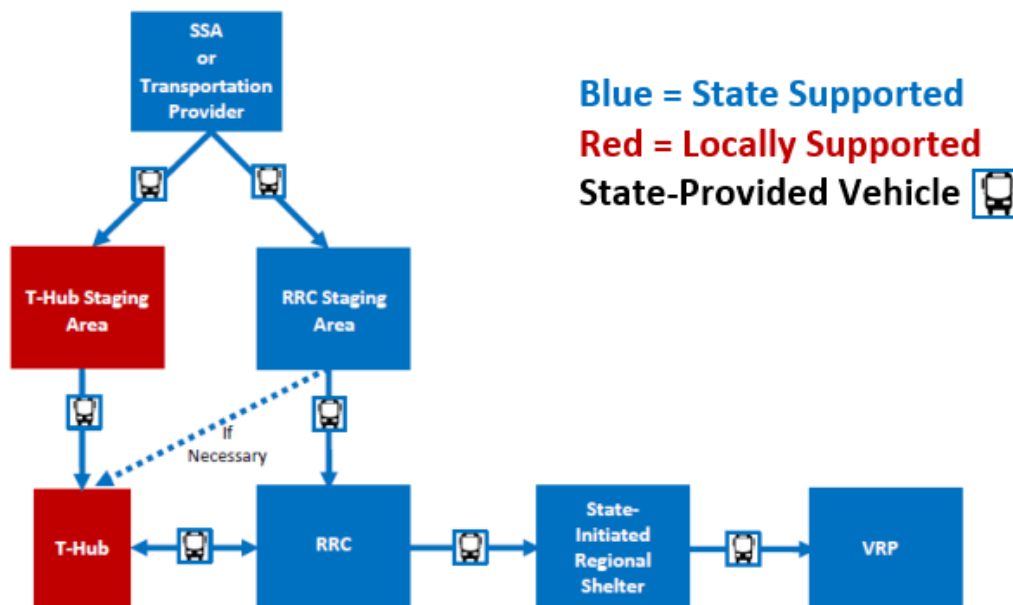 SSA
or
Transportation
Provider
Blue = State Supported
Red = Locally Supported
State-Provided Vehicle
T-Hub Staging
Area
RRC Staging
Area
If
Necessary
T-Hub
RRC
State-
Initiated
Regional
Shelter
VRP